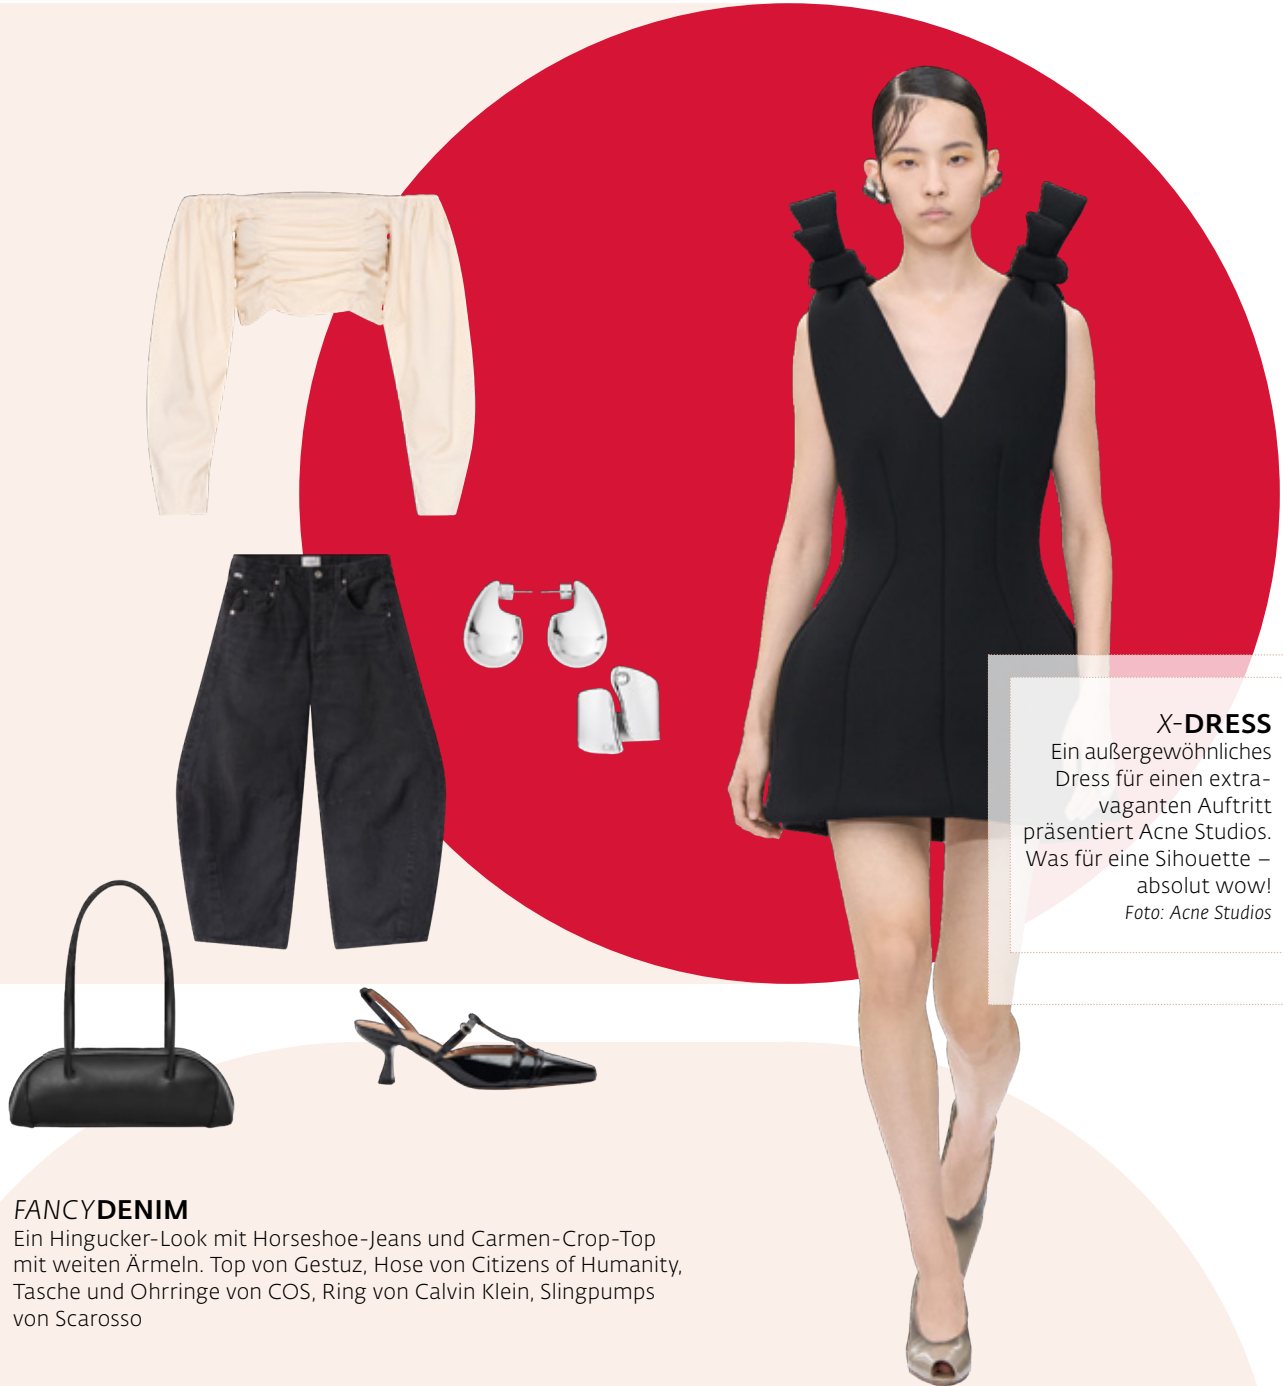 X-DRESS
Ein außergewöhnliches
Dress für einen extra-
vaganten Auftritt
präsentiert Acne Studios.
Was für eine Sihouette –
absolut wow!
Foto: Acne Studios
FANCYDENIM
Ein Hingucker-Look mit Horseshoe-Jeans und Carmen-Crop-Top
mit weiten Ärmeln. Top von Gestuz, Hose von Citizens of Humanity,
Tasche und Ohrringe von COS, Ring von Calvin Klein, Slingpumps
von Scarosso